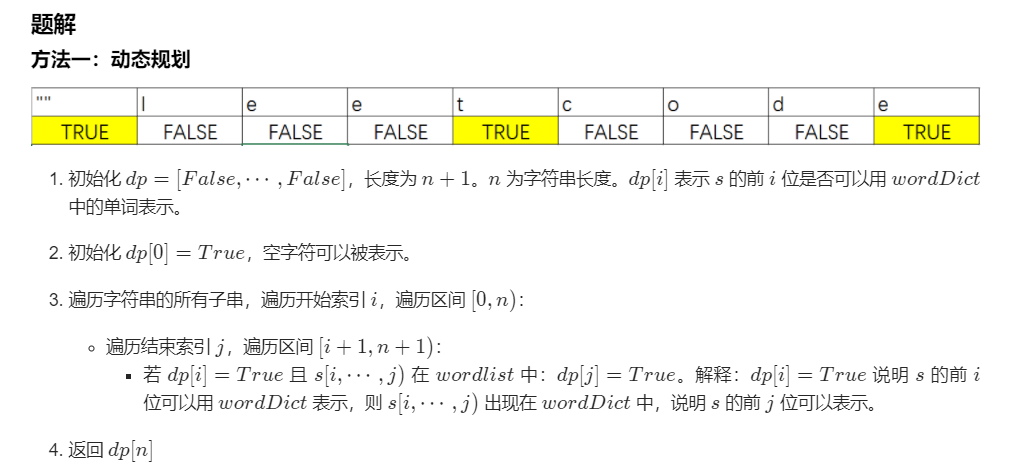 题解
方法一：动态规划
"" l e e t c o d e
TRUE FALSE FALSE FALSE TRUE FALSE FALSE FALSE TRUE
1. 初始化 dp = [False, ⋯ , False]，长度为 n + 1。n 为字符串长度。dp[i] 表示 s 的前 i 位是否可以用 wordDict
中的单词表示。
2. 初始化 dp[0] = True，空字符可以被表示。
3. 遍历字符串的所有子串，遍历开始索引 i，遍历区间 [0, n)：
∘ 遍历结束索引 j，遍历区间 [i + 1, n + 1)：
▪ 若 dp[i] = True 且 s[i, ⋯ , j) 在 wordlist 中：dp[j] = True。解释：dp[i] = True 说明 s 的前 i
位可以用 wordDict 表示，则 s[i, ⋯ , j) 出现在 wordDict 中，说明 s 的前 j 位可以表示。
4. 返回 dp[n]